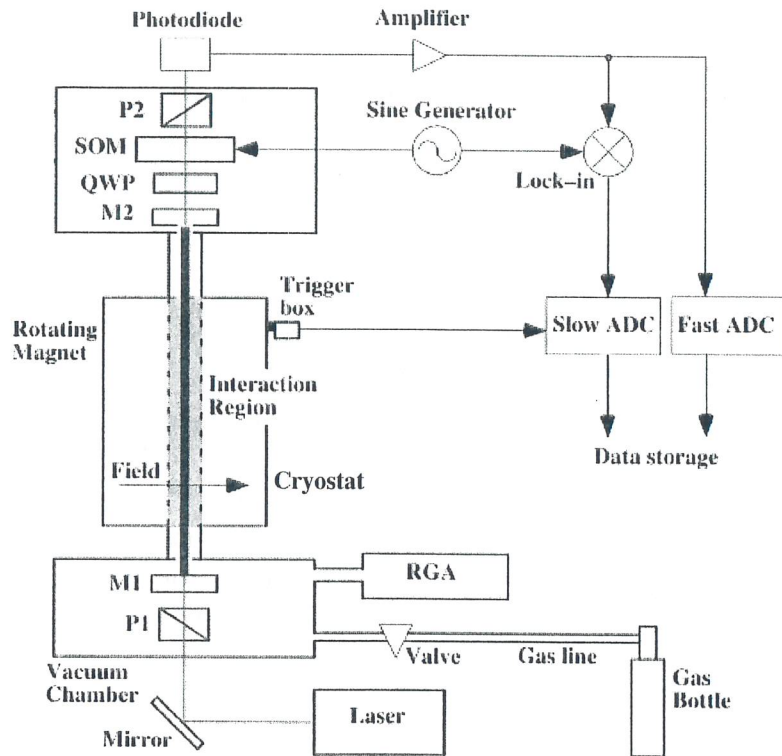 Photodiode
Amplifier
P2
Sine Generator
SOM
Lock-in
QWP
M2
Trigger
box
Rotating
Magnet
Slow ADC
Fast ADC
Interaction
Region
Data storage
Field
Cryostat
M1
RGA
P1
Valve
Gas line
Vacuum
Chamber
Gas
Bottle
Laser
Mirror